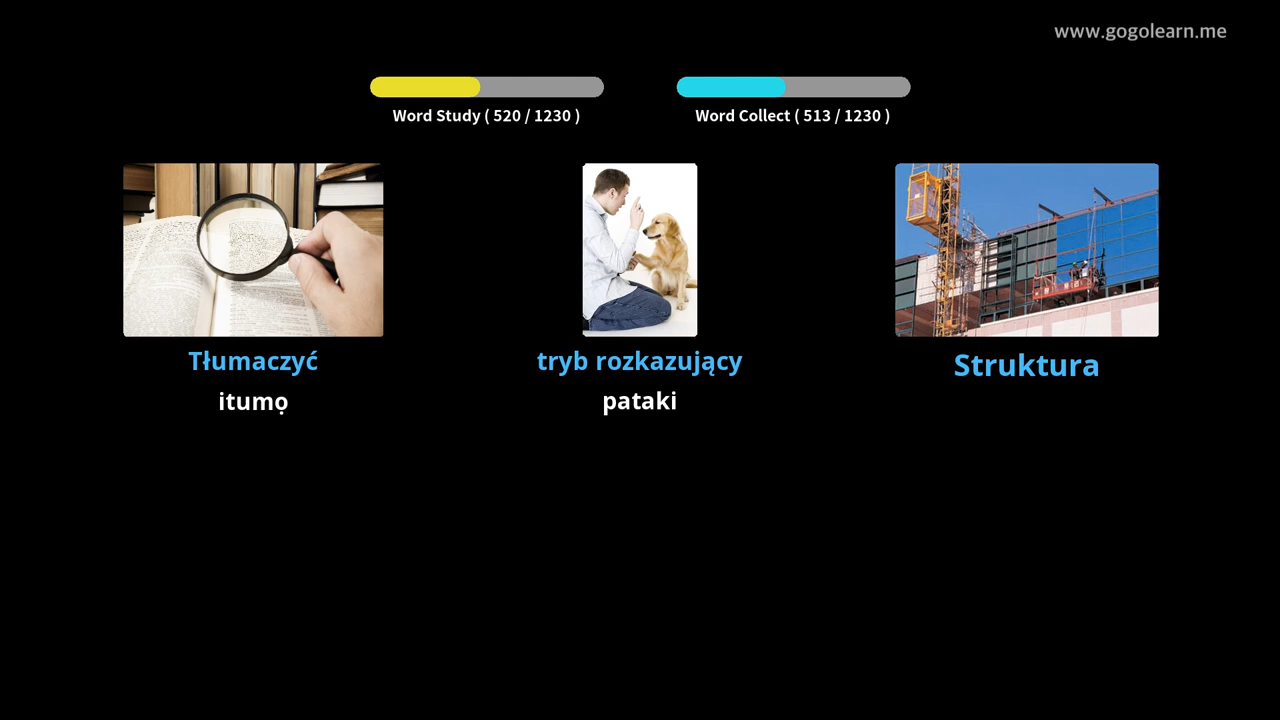 www.gogolearn.me
Word Study ( 520 / 1230 )
Word Collect ( 513 / 1230 )
Tłumaczyć
tryb rozkazujący
Struktura
itumọ
pataki